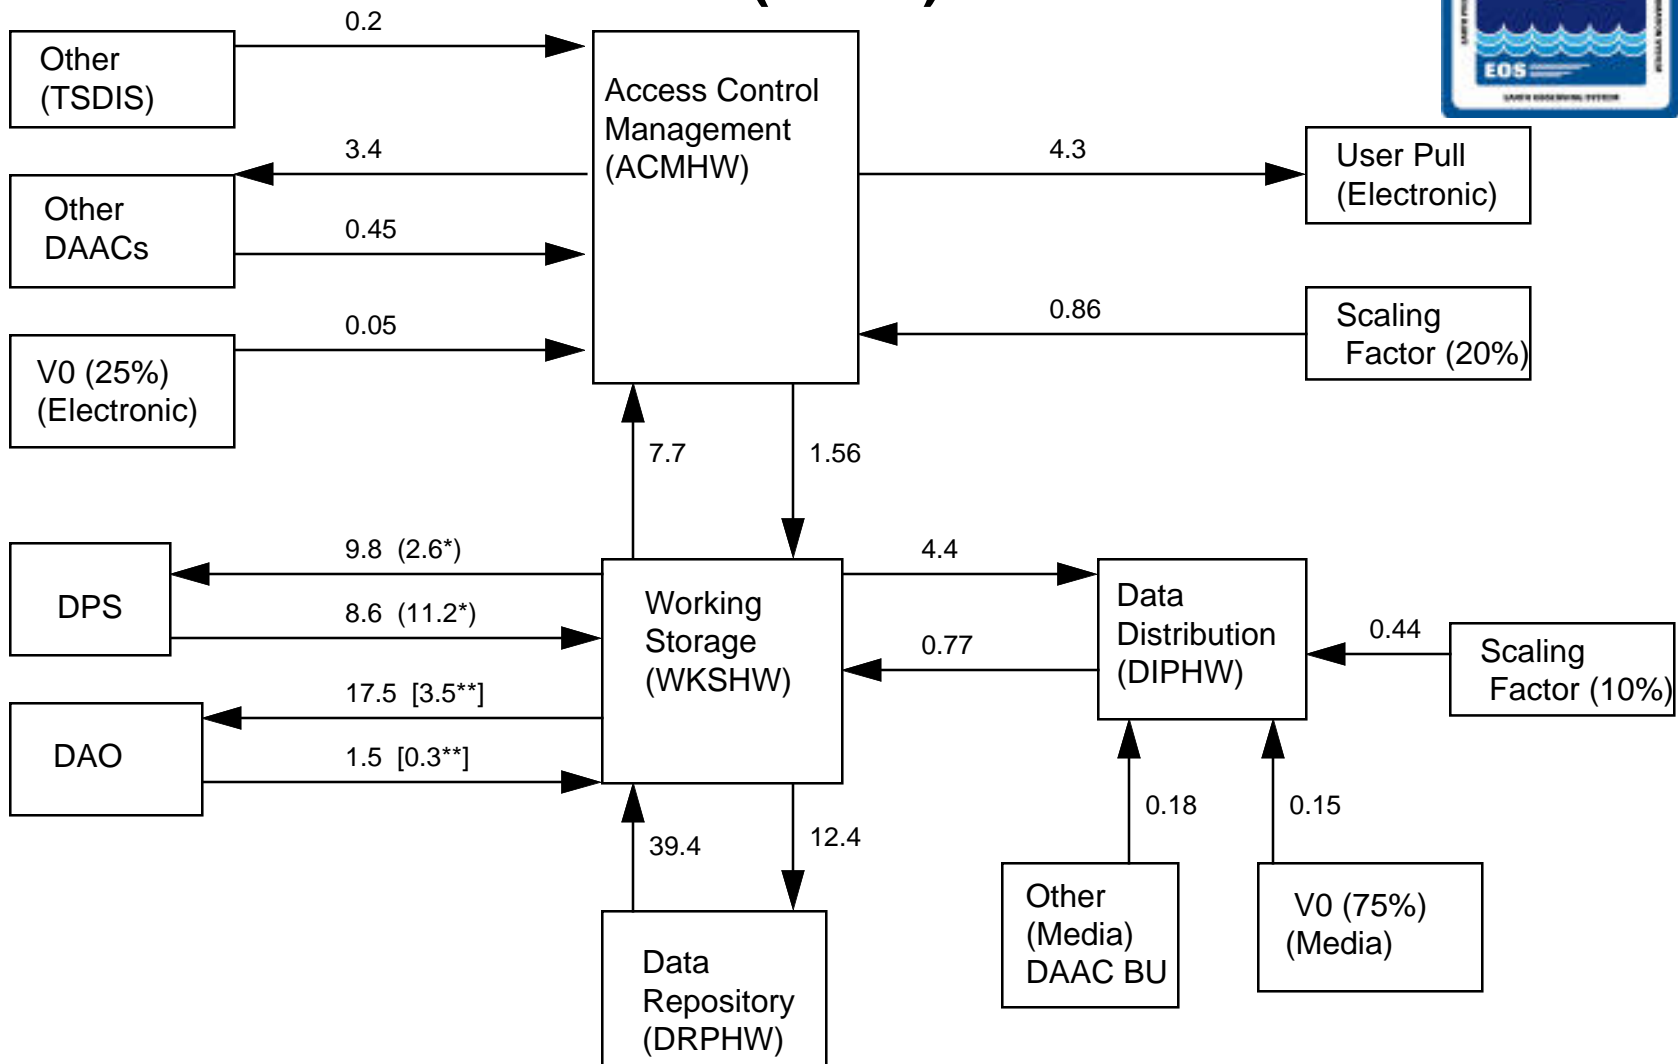 0.2
Other
(TSDIS)
Access Control
Management
(ACMHW)
EOS
EARTH OBSERVING SYSTEM
3.4
4.3
User Pull
(Electronic)
Other
DAACs
0.45
0.05
0.86
Scaling
Factor (20%)
V0 (25%)
(Electronic)
7.7
1.56
9.8 (2.6*)
4.4
DPS
8.6 (11.2*)
Working
Storage
(WKSHW)
0.77
Data
Distribution
(DIPHW)
0.44
Scaling
Factor (10%)
17.5 [3.5**]
DAO
1.5 [0.3**]
0.18
0.15
39.4
12.4
Other
(Media)
DAAC BU
V0 (75%)
(Media)
Data
Repository
(DRPHW)